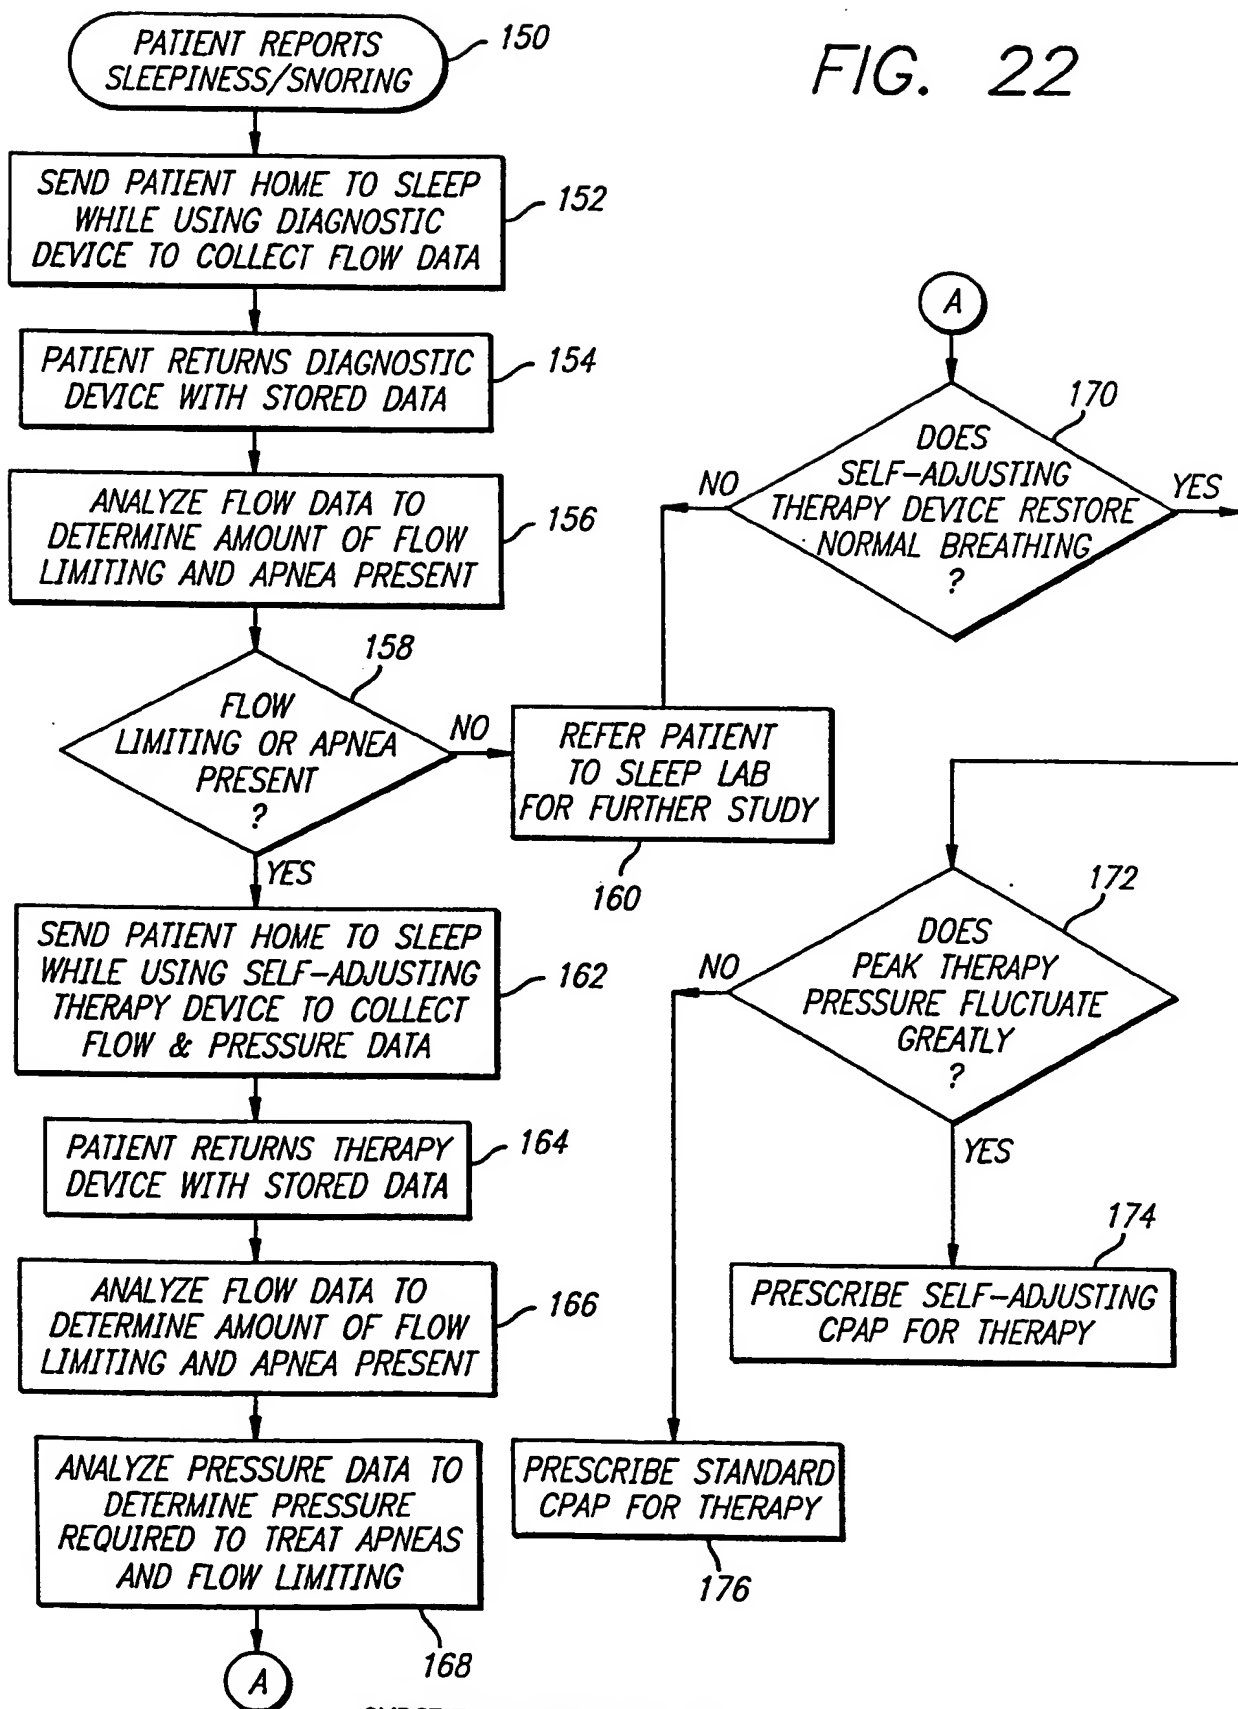 FIG. 22
PATIENT REPORTS
SLEEPINESS/SNORING
150
SEND PATIENT HOME TO SLEEP
WHILE USING DIAGNOSTIC
DEVICE TO COLLECT FLOW DATA
152
PATIENT RETURNS DIAGNOSTIC
DEVICE WITH STORED DATA
154
ANALYZE FLOW DATA TO
DETERMINE AMOUNT OF FLOW
LIMITING AND APNEA PRESENT
156
FLOW
LIMITING OR APNEA
PRESENT
?
158
NO
YES
REFER PATIENT
TO SLEEP LAB
FOR FURTHER STUDY
160
SEND PATIENT HOME TO SLEEP
WHILE USING SELF-ADJUSTING
THERAPY DEVICE TO COLLECT
FLOW & PRESSURE DATA
162
PATIENT RETURNS THERAPY
DEVICE WITH STORED DATA
164
ANALYZE FLOW DATA TO
DETERMINE AMOUNT OF FLOW
LIMITING AND APNEA PRESENT
166
ANALYZE PRESSURE DATA TO
DETERMINE PRESSURE
REQUIRED TO TREAT APNEAS
AND FLOW LIMITING
168
A
A
DOES
SELF-ADJUSTING
THERAPY DEVICE RESTORE
NORMAL BREATHING
?
170
NO
YES
DOES
PEAK THERAPY
PRESSURE FLUCTUATE
GREATLY
?
172
NO
YES
PRESCRIBE SELF-ADJUSTING
CPAP FOR THERAPY
174
PRESCRIBE STANDARD
CPAP FOR THERAPY
176